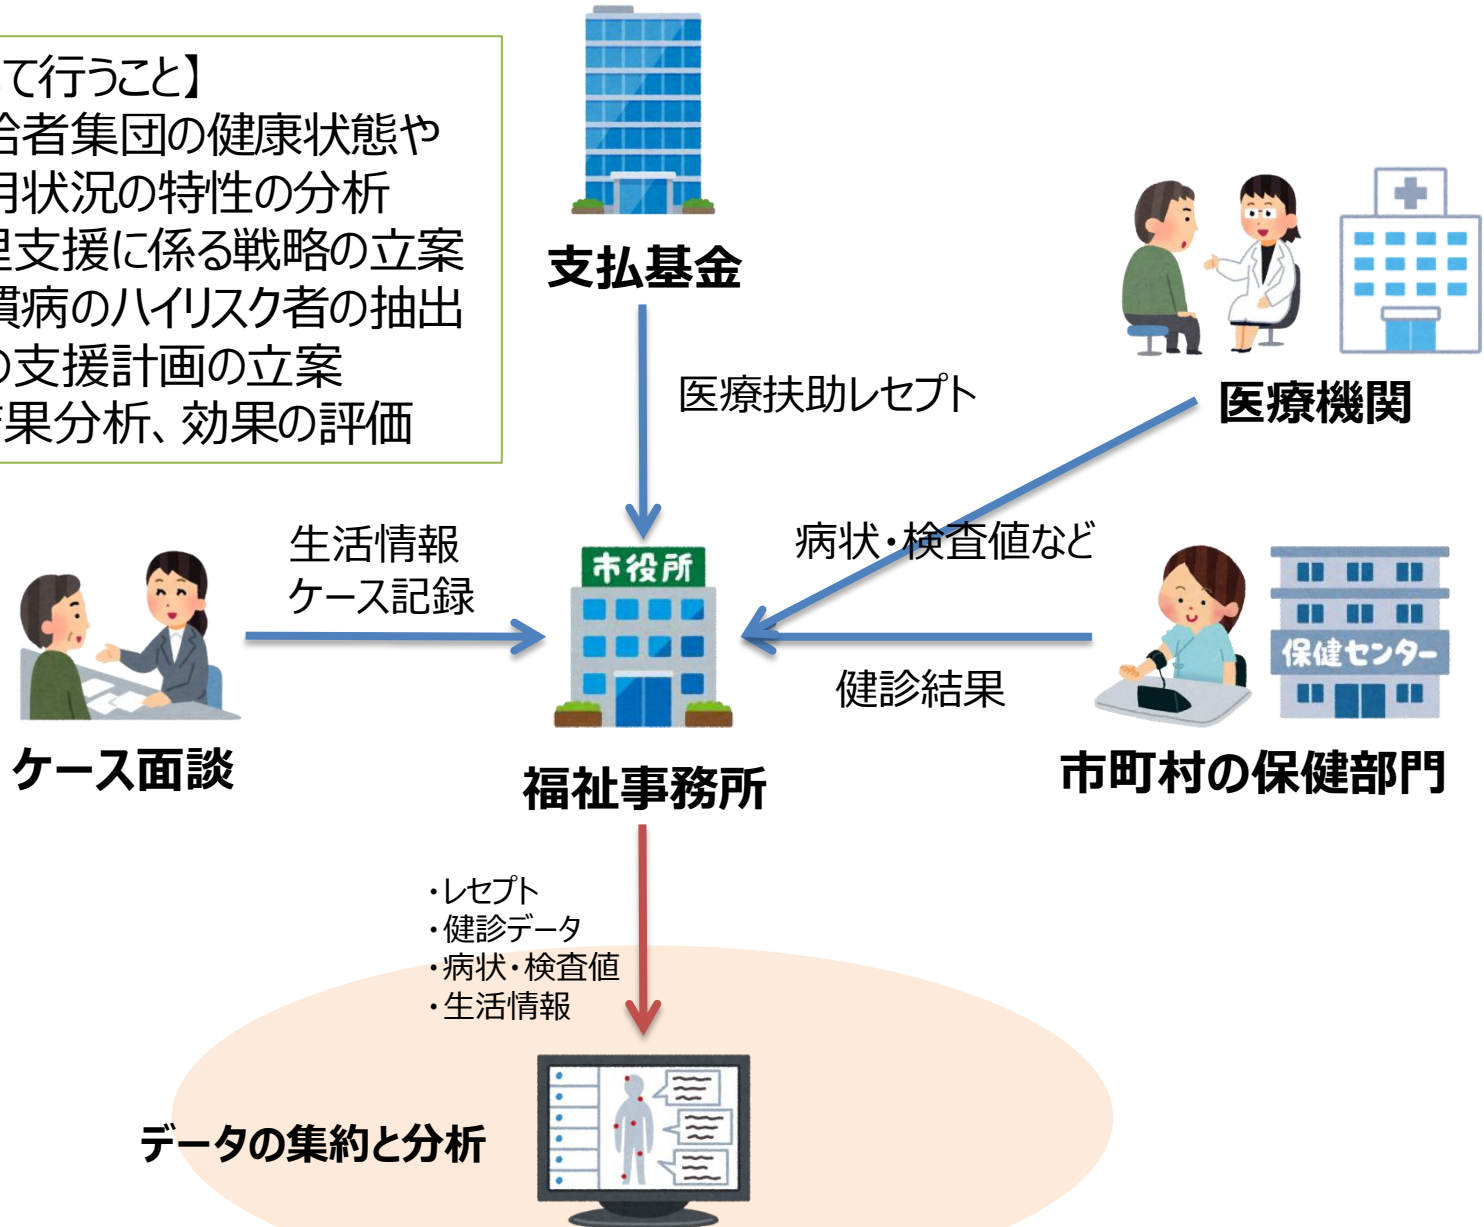 て行うこと】
給者集団の健康状態や
用状況の特性の分析
理支援に係る戦略の立案
慣病のハイリスク者の抽出
の支援計画の立案
結果分析、効果の評価
支払基金
医療扶助レセプト
医療機関
生活情報
ケース記録
病状・検査値など
市役所
保健センター
健診結果
ケース面談
福祉事務所
市町村の保健部門
・レセプト
・健診データ
・病状・検査値
・生活情報
データの集約と分析